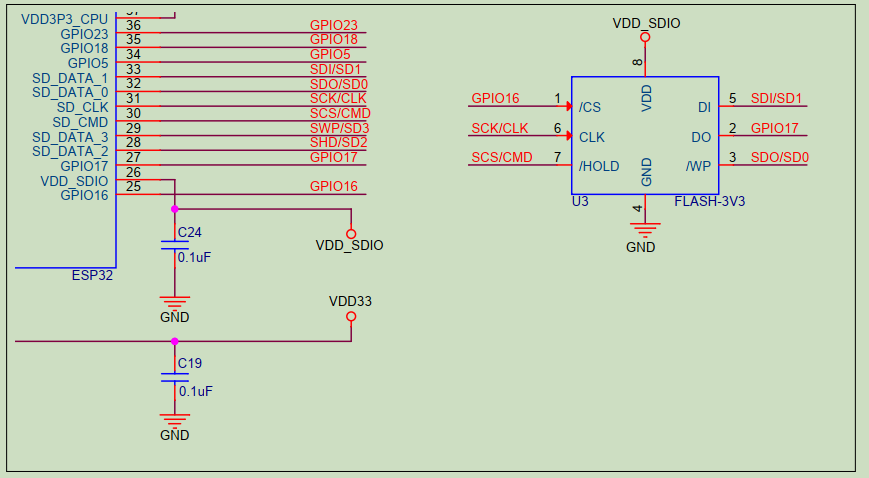 VDD3P3_CPU 37
GPIO23 36 GPIO23
GPIO18 35 GPIO18
GPIO5 34 GPIO5
SD_DATA_1 33 SDI/SD1
SD_DATA_0 32 SDO/SD0
SD_CLK 31 SCK/CLK
SD_CMD 30 SCS/CMD
SD_DATA_3 29 SWP/SD3
SD_DATA_2 28 SHD/SD2
GPIO17 27 GPIO17
VDD_SDIO 26
GPIO16 25 GPIO16
C24
0.1uF
GND
VDD_SDIO
ESP32
VDD33
C19
0.1uF
GND
VDD_SDIO
8
VDD
GPIO16 1 /CS DI 5 SDI/SD1
SCK/CLK 6 CLK DO 2 GPIO17
SCS/CMD 7 /HOLD /WP 3 SDO/SD0
GND
U3 4 FLASH-3V3
GND